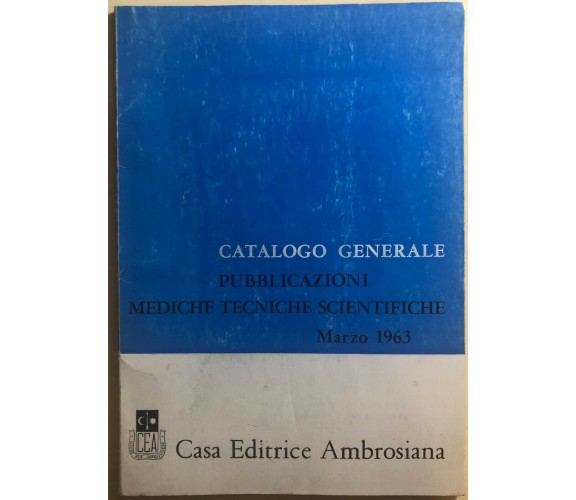 CATALOGO GENERALE
PUBBLICAZIONI
MEDICHE TECNICHE SCIENTIFICHE
Marzo 1963
CEA
Casa Editrice Ambrosiana